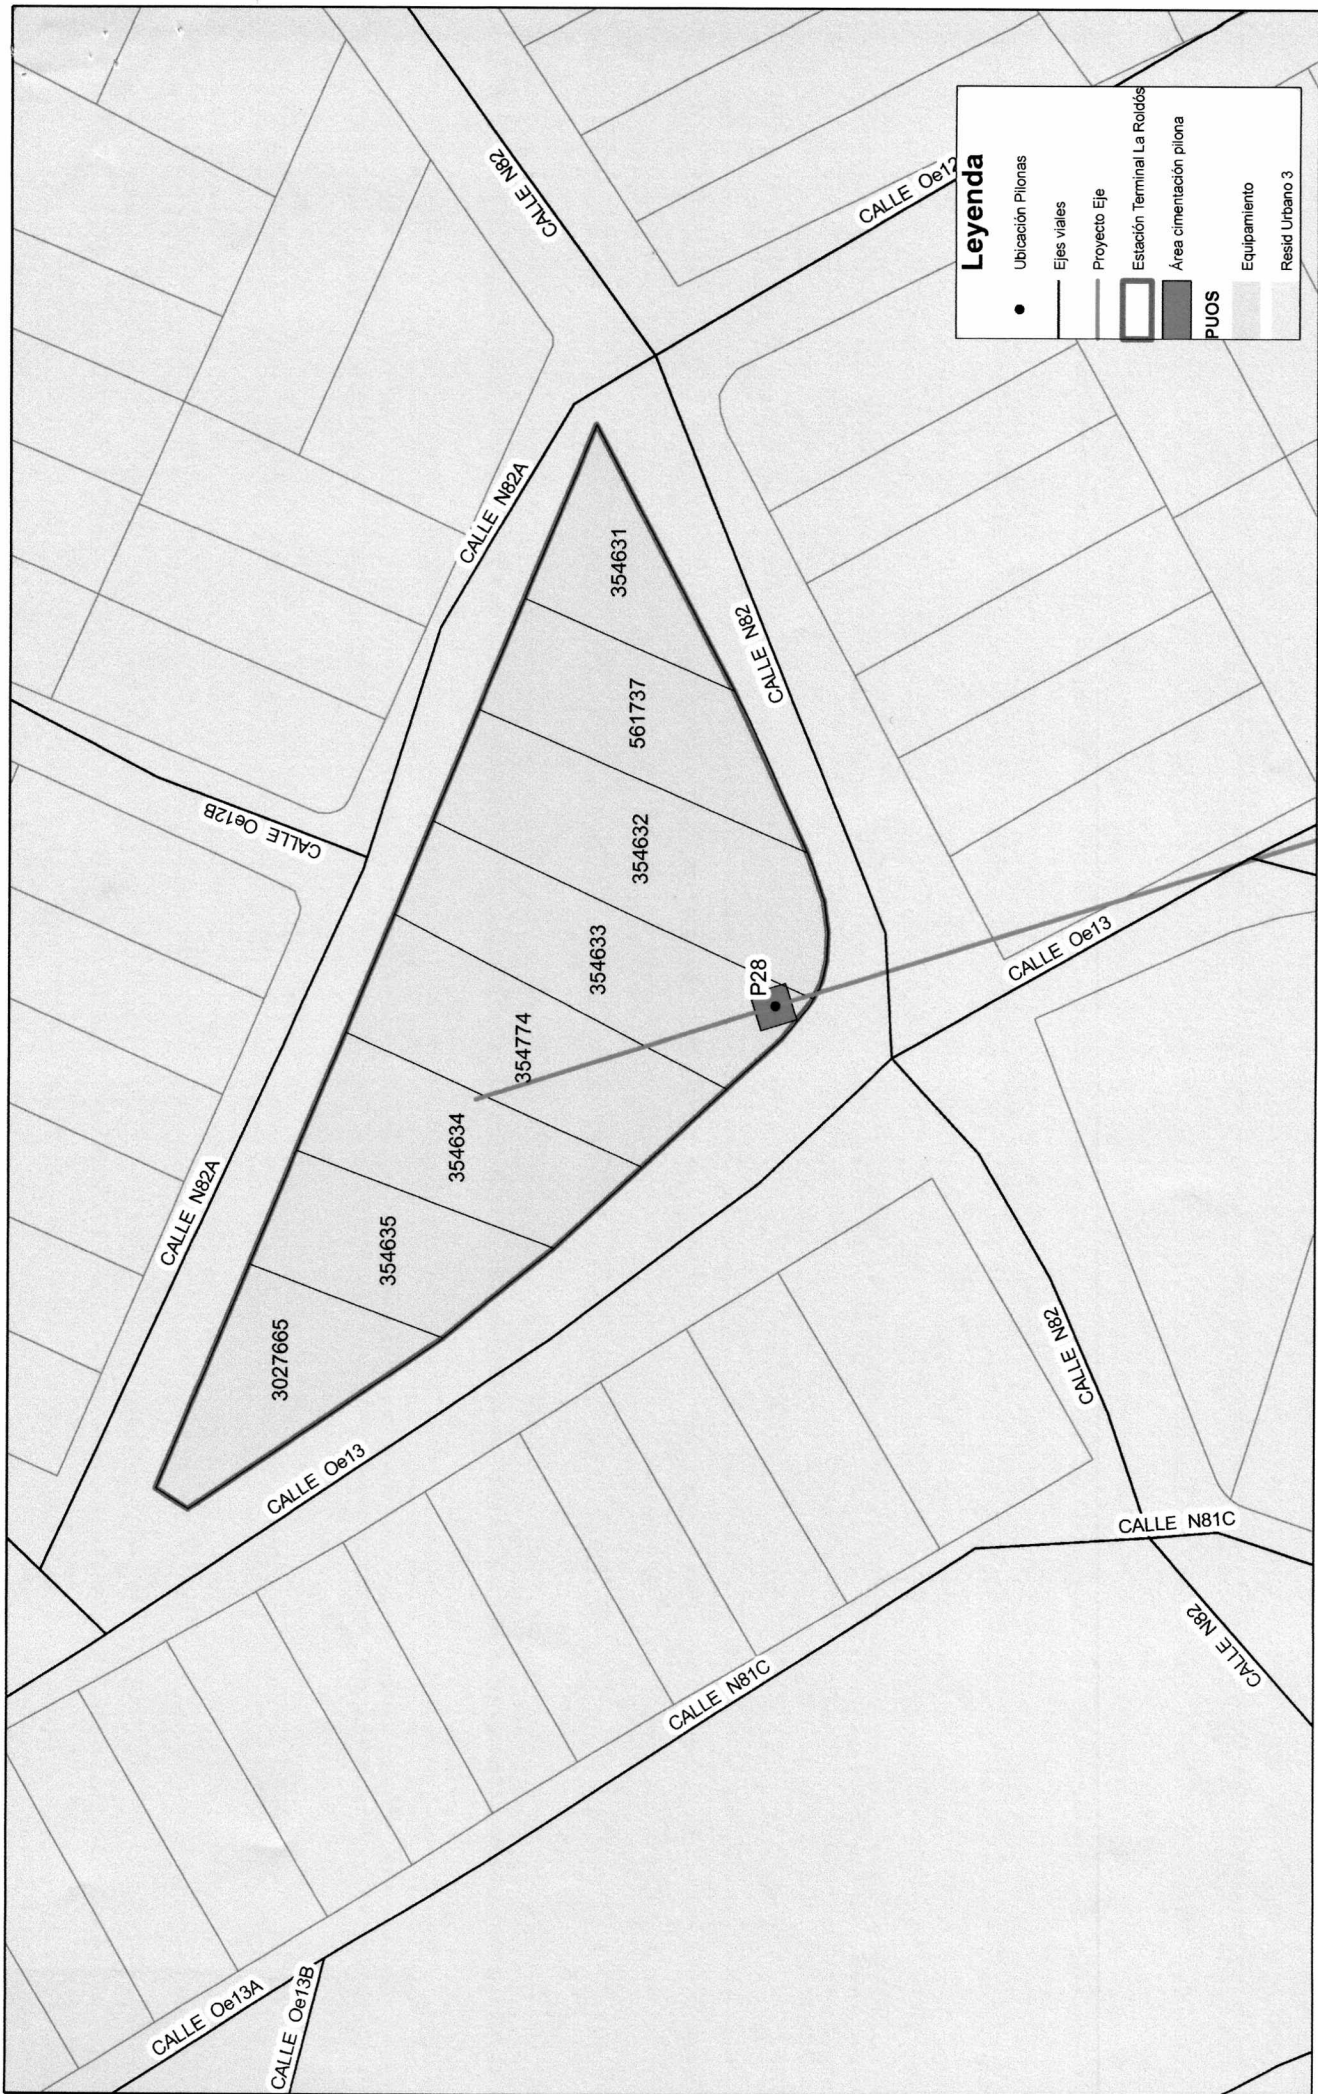 CALLE Oe13A
CALLE Oe13B
CALLE N81C
CALLE N82
CALLE N81C
CALLE N82
CALLE Oe13
3027665
CALLE N82A
354635
354634
354774
354633
P28
CALLE Oe13
354632
CALLE Oe12B
561737
CALLE N82
354631
CALLE N82A
CALLE N82
CALLE Oe12
Leyenda
Ubicación Pilonas
Ejes viales
Proyecto Eje
Estación Terminal La Roldós
Área cimentación pilona
PUOS
Equipamiento
Resid Urbano 3